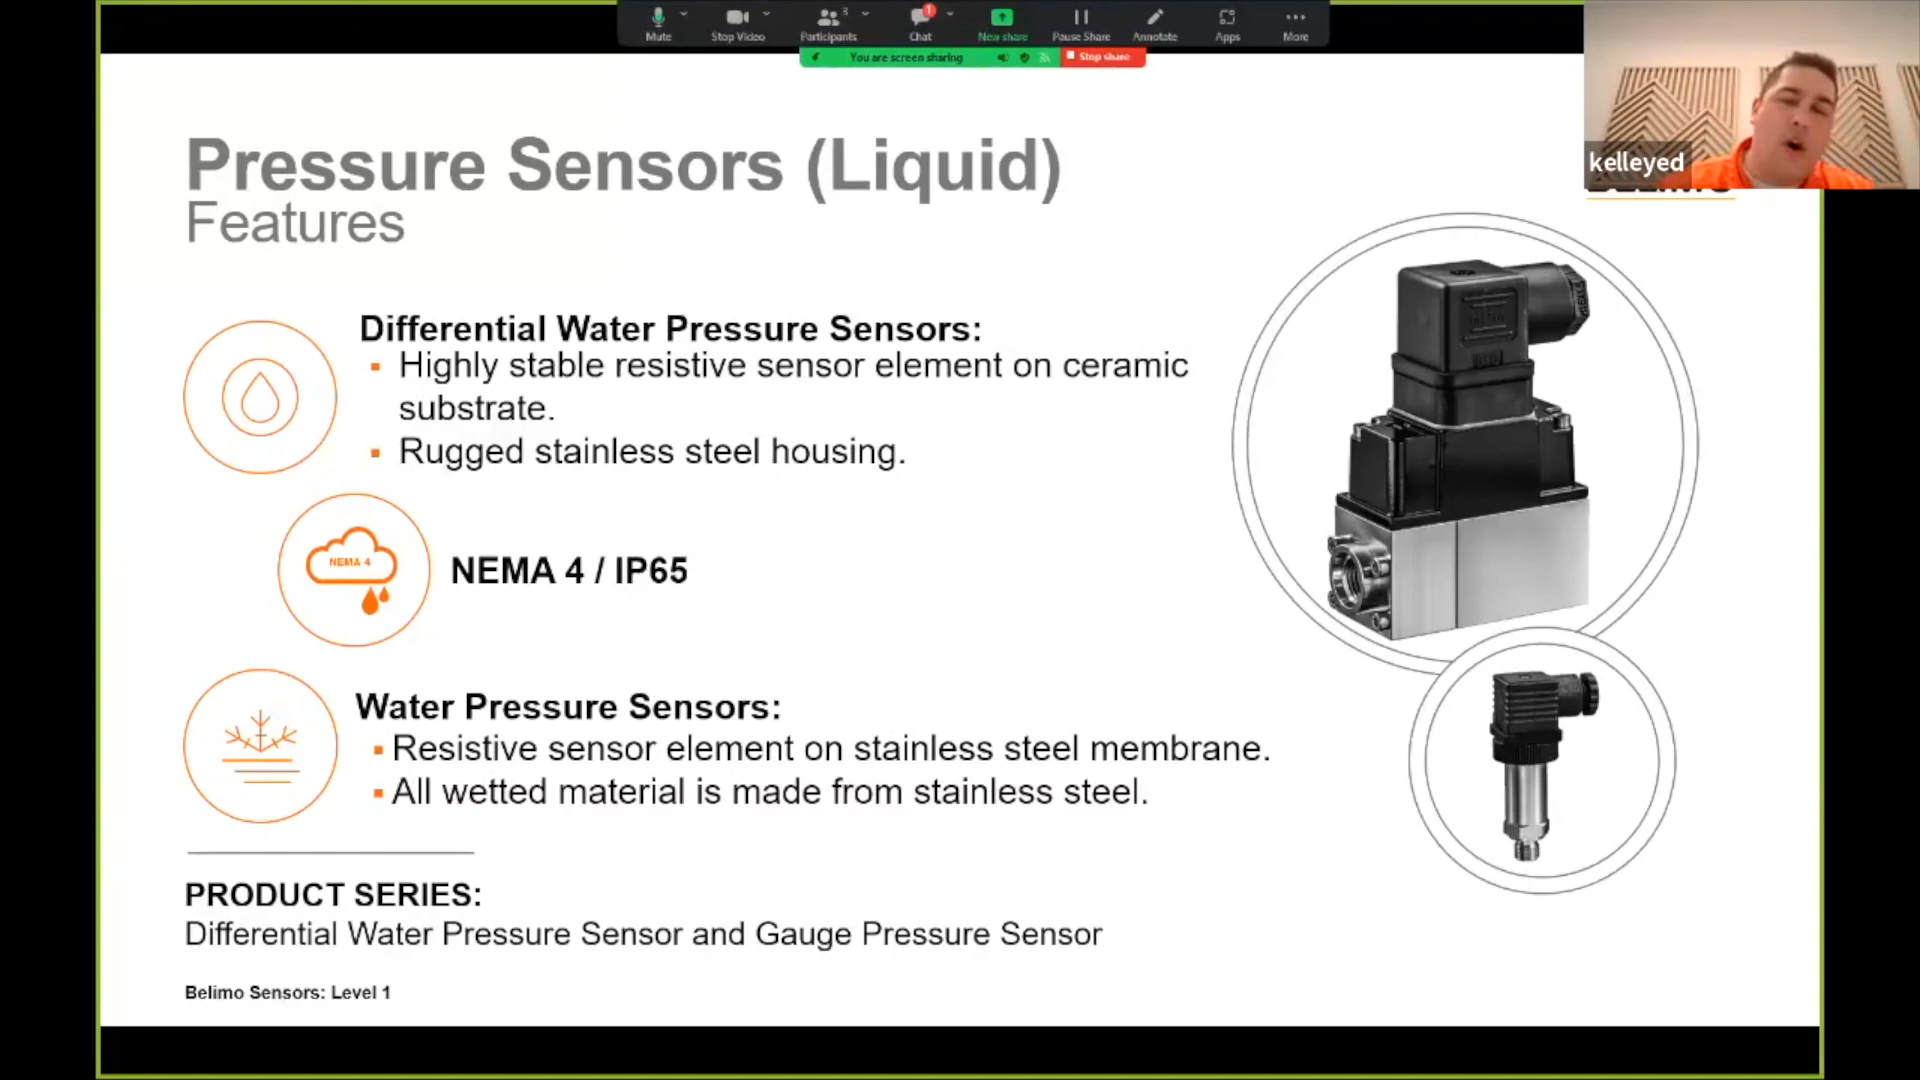 Mute
Stop Video
3
Participants
1
Chat
New share
Pause Share
Annotate
Apps
More
You are screen sharing
Stop share
kelleyed
Pressure Sensors (Liquid)
Features
Differential Water Pressure Sensors:
▪ Highly stable resistive sensor element on ceramic
substrate.
▪ Rugged stainless steel housing.
NEMA 4
NEMA 4 / IP65
Water Pressure Sensors:
▪ Resistive sensor element on stainless steel membrane.
▪ All wetted material is made from stainless steel.
PRODUCT SERIES:
Differential Water Pressure Sensor and Gauge Pressure Sensor
Belimo Sensors: Level 1